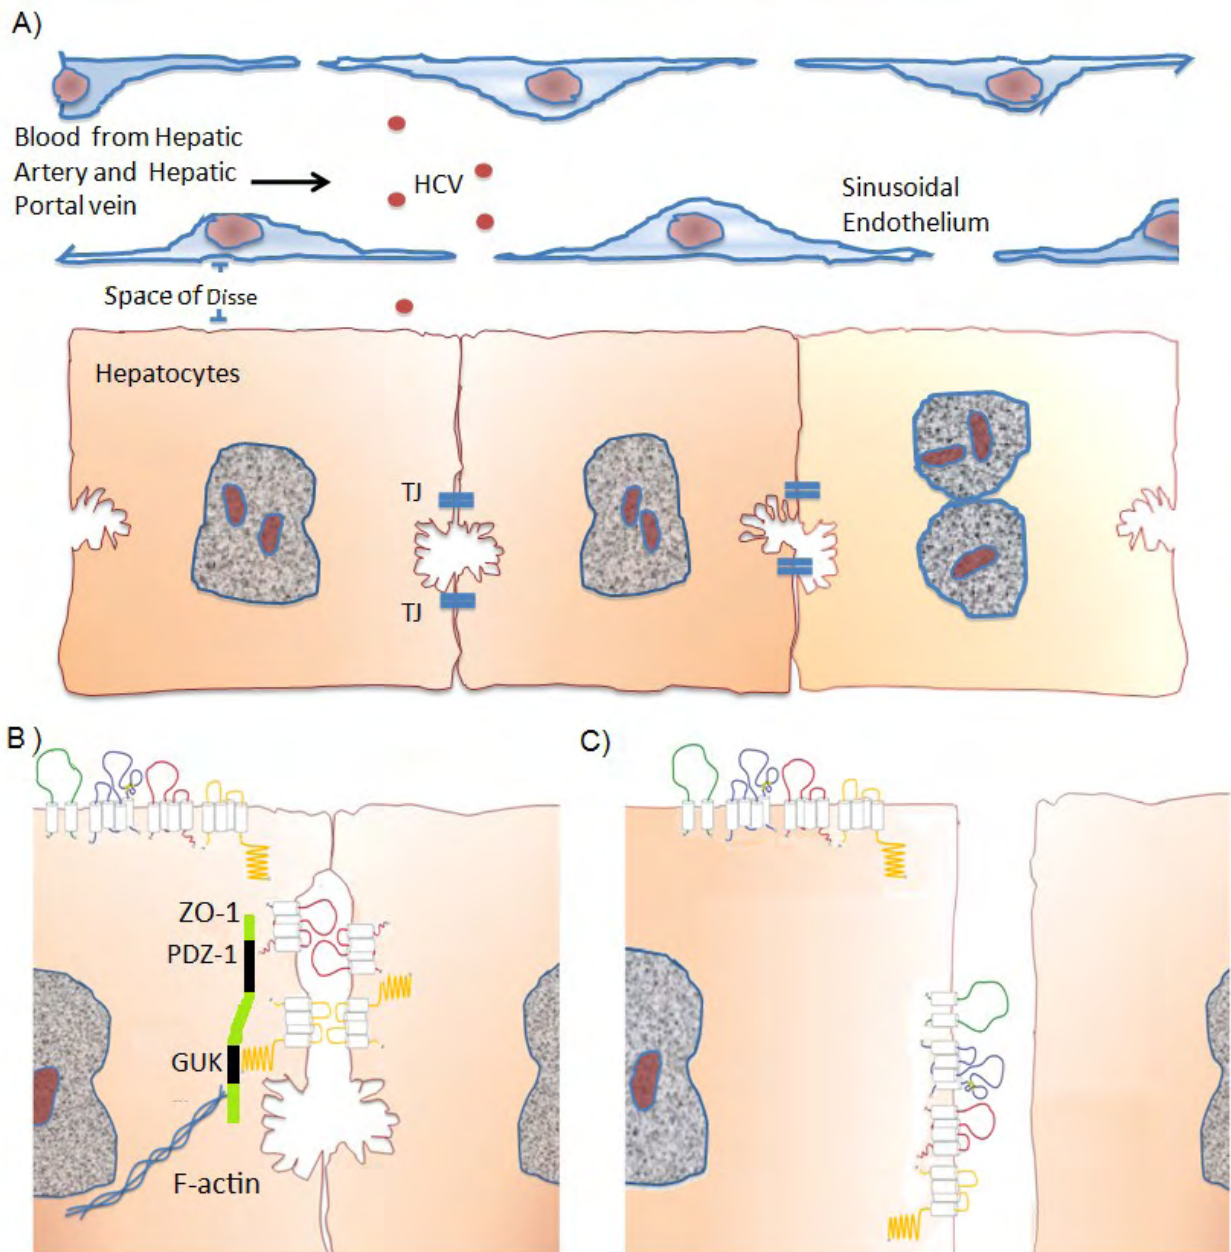 A)
Blood from Hepatic
Artery and Hepatic
Portal vein
HCV
Sinusoidal
Endothelium
Space of Disse
Hepatocytes
TJ
TJ
B )
C)
ZO-1
PDZ-1
GUK
F-actin